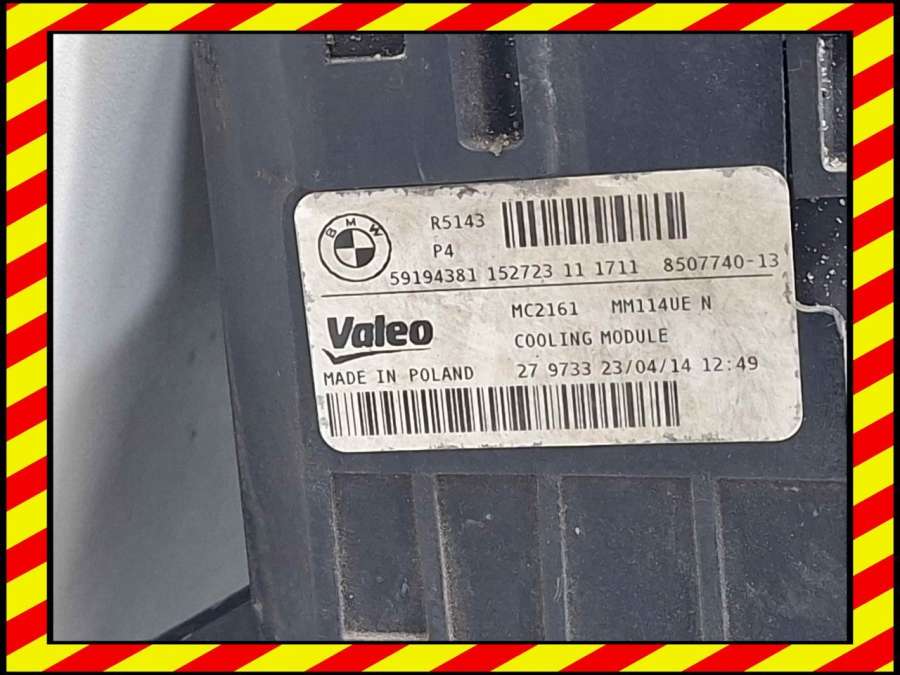 BMW
R5143
P4
59194381 152723 11 1711 8507740-13
MC2161 MM114UE N
Valeo
COOLING MODULE
MADE IN POLAND 27 9733 23/04/14 12:49